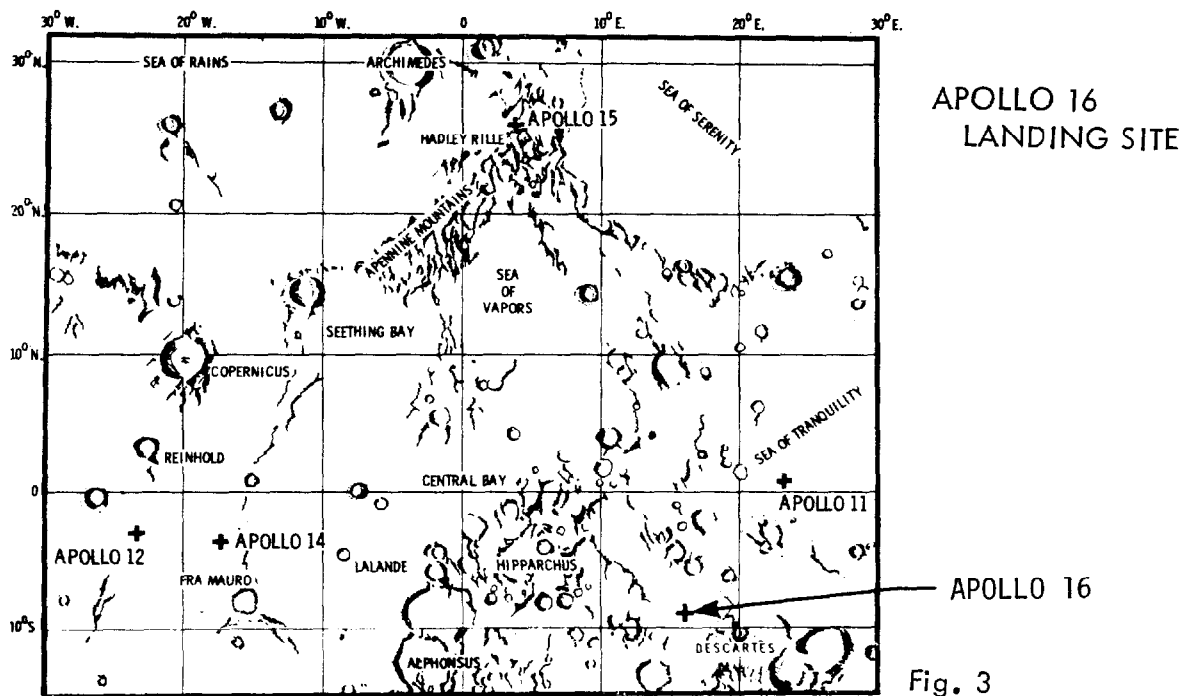 30° W. 20° W. 10° W. 0 10° E. 20° E. 30° E.
30° N.
SEA OF RAINS
ARCHIMEDES
SEA OF SERENITY
APOLLO 16
LANDING SITE
APOLLO 15
HADLEY RILLE
20° N.
APENNINE MOUNTAINS
SEA
OF
VAPORS
SEETHING BAY
10° N.
COPERNICUS
SEA OF TRANQUILITY
REINHOLD
CENTRAL BAY
0
APOLLO 11
APOLLO 12
APOLLO 14
LALANDE
HIPPARCHUS
FRA MAURO
APOLLO 16
10° S
DESCARTES
ALPHONSUS
Fig. 3